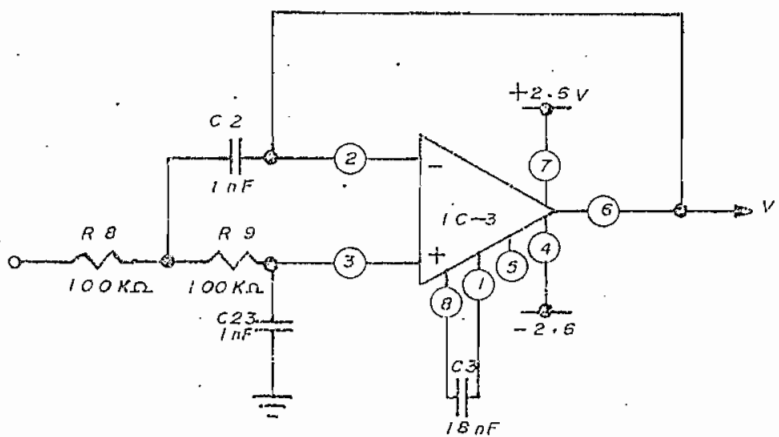 +2.5 V
C2
1nF
2
-
7
IC-3
6
V
R8
R9
3
+
5
4
100KΩ
100KΩ
8
1
C23
1nF
-2.6
C3
18nF